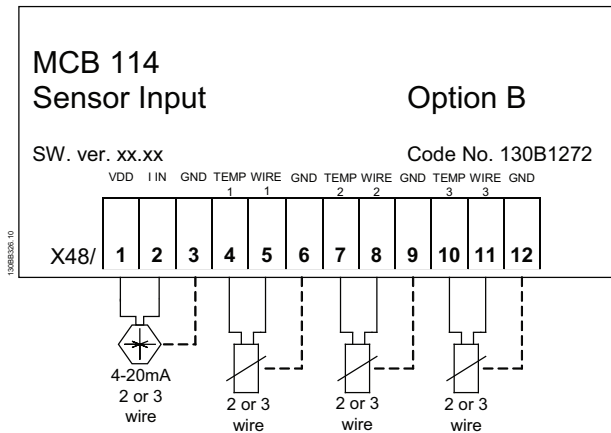 MCB 114
Sensor Input Option B
SW. ver. xx.xx Code No. 130B1272
VDD I IN GND TEMP WIRE GND TEMP WIRE GND TEMP WIRE GND
1 1 2 2 3 3
X48/ 1 2 3 4 5 6 7 8 9 10 11 12
130BB326.10
4-20mA
2 or 3
wire
2 or 3
wire
2 or 3
wire
2 or 3
wire